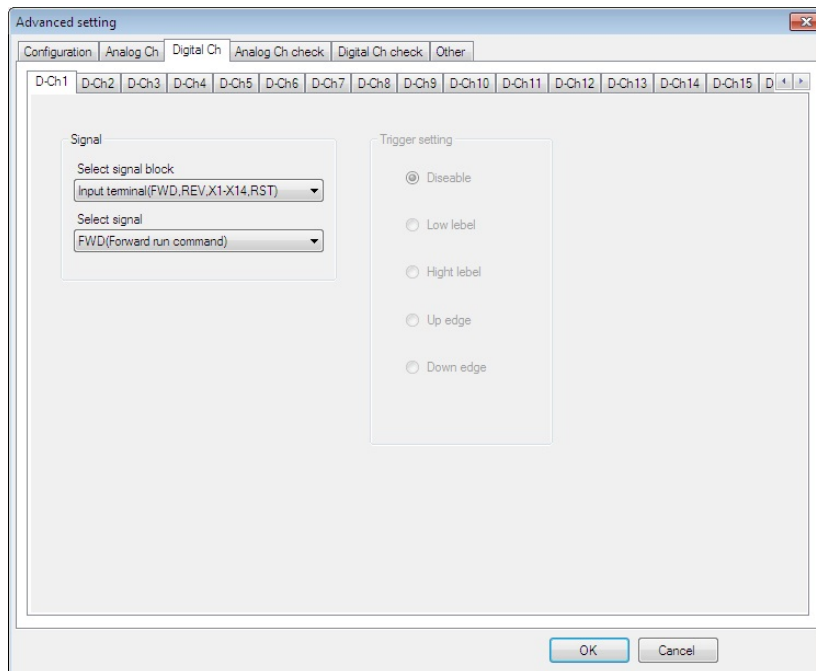 Advanced setting
Configuration Analog Ch Digital Ch Analog Ch check Digital Ch check Other
D-Ch1 D-Ch2 D-Ch3 D-Ch4 D-Ch5 D-Ch6 D-Ch7 D-Ch8 D-Ch9 D-Ch10 D-Ch11 D-Ch12 D-Ch13 D-Ch14 D-Ch15 D
Signal
Select signal block
Input terminal(FWD,REV,X1-X14,RST)
Select signal
FWD(Forward run command)
Trigger setting
Diseable
Low lebel
Hight lebel
Up edge
Down edge
OK Cancel